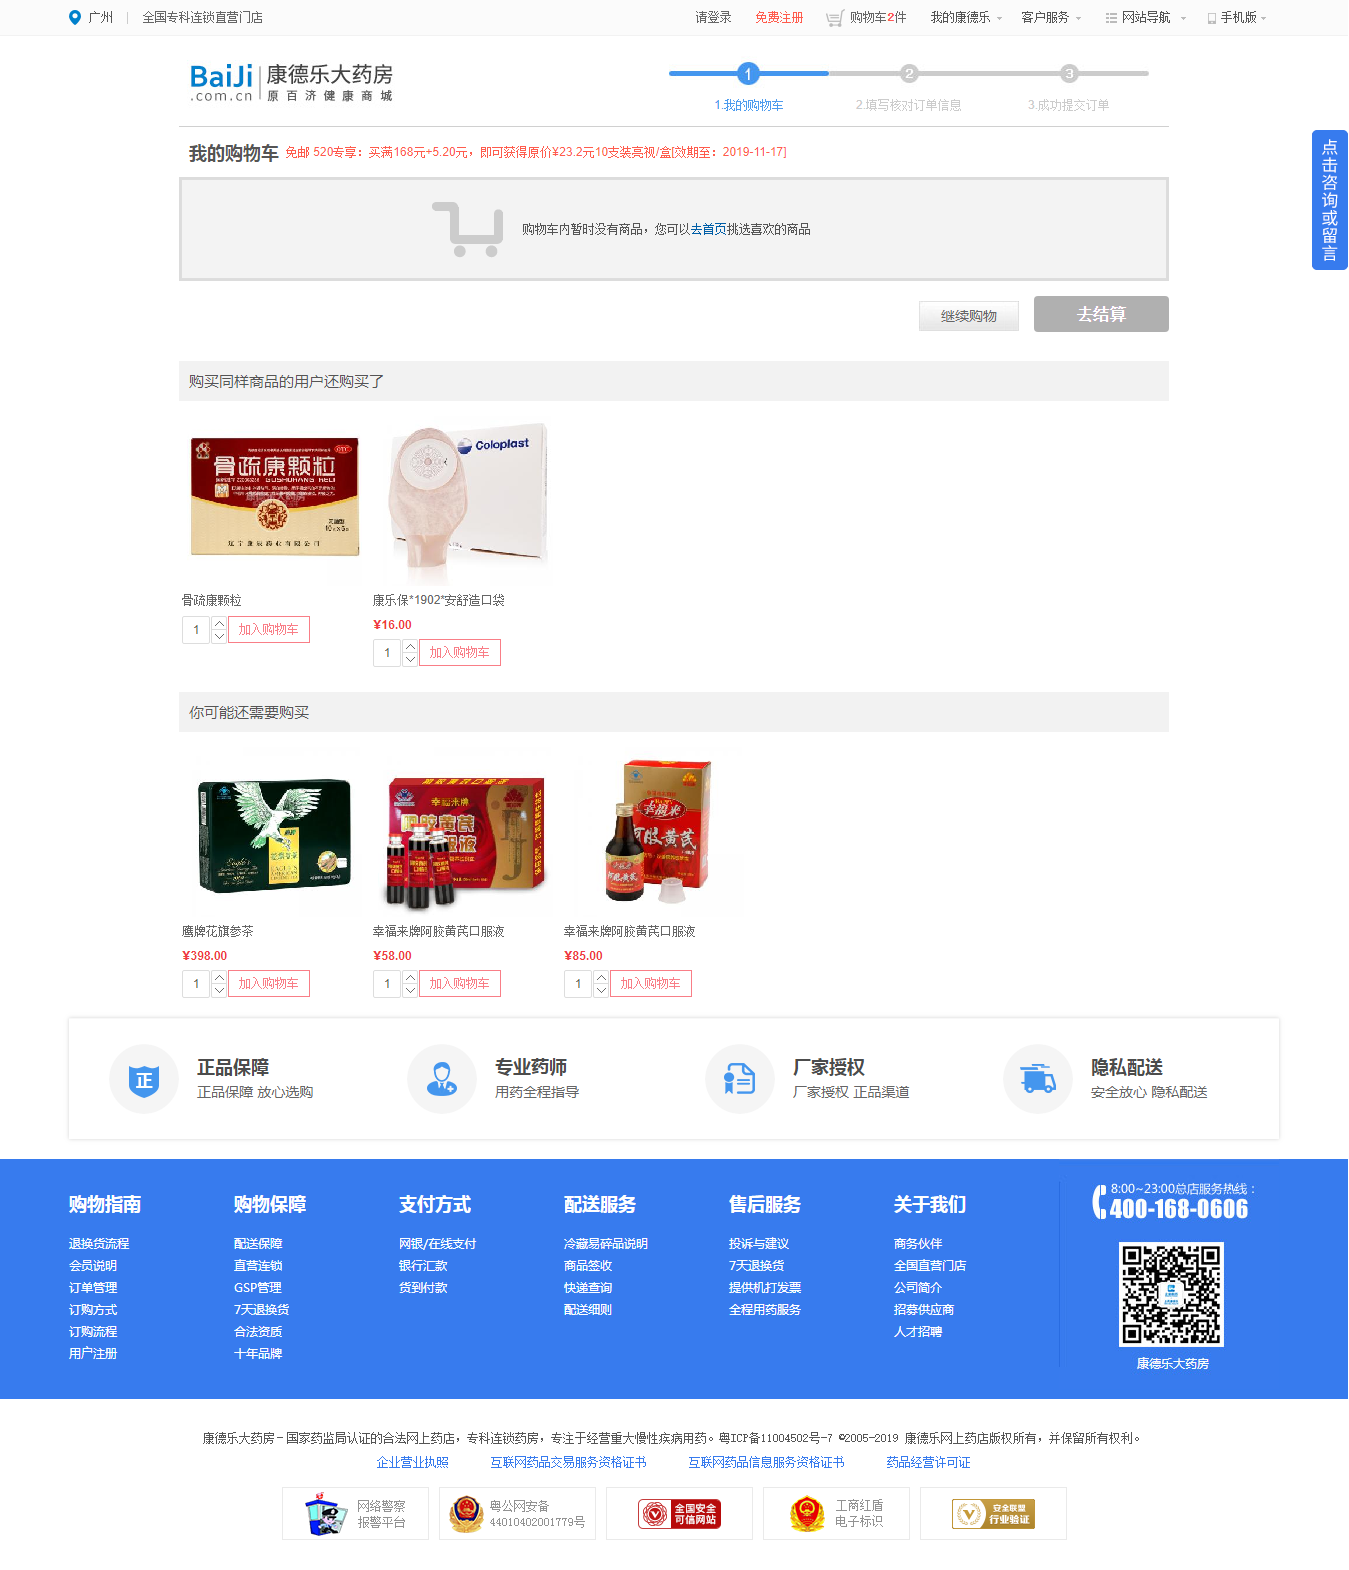 广州
全国专科连锁直营门店
请登录
免费注册
购物车2件
我的康德乐
客户服务
网站导航
手机版
BaiJi
.com.cn
康德乐大药房
原百济健康商城
1
2
3
1.我的购物车
2.填写核对订单信息
3.成功提交订单
点击咨询或留言
我的购物车
免邮 520专享：买满168元+5.20元，即可获得原价¥23.2元10支装亮视/盒[效期至：2019-11-17]
购物车内暂时没有商品，您可以去首页挑选喜欢的商品
继续购物
去结算
购买同样商品的用户还购买了
骨疏康颗粒
GUSHUKANG KELI
辽宁康辰药业有限公司
Coloplast
骨疏康颗粒
1
加入购物车
康乐保*1902*安舒造口袋
¥16.00
1
加入购物车
你可能还需要购买
幸福来牌
阿胶黄芪
幸福来
阿胶黄芪
鹰牌花旗参茶
¥398.00
1
加入购物车
幸福来牌阿胶黄芪口服液
¥58.00
1
加入购物车
幸福来牌阿胶黄芪口服液
¥85.00
1
加入购物车
正
正品保障
正品保障 放心选购
专业药师
用药全程指导
厂家授权
厂家授权 正品渠道
隐私配送
安全放心 隐私配送
购物指南
退换货流程
会员说明
订单管理
订购方式
订购流程
用户注册
购物保障
配送保障
直营连锁
GSP管理
7天退换货
合法资质
十年品牌
支付方式
网银/在线支付
银行汇款
货到付款
配送服务
冷藏易碎品说明
商品签收
快递查询
配送细则
售后服务
投诉与建议
7天退换货
提供机打发票
全程用药服务
关于我们
商务伙伴
全国直营门店
公司简介
招募供应商
人才招聘
8:00~23:00总店服务热线：
400-168-0606
康德乐大药房
康德乐大药房－国家药监局认证的合法网上药店，专科连锁药房，专注于经营重大慢性疾病用药。粤ICP备11004502号-7 ©2005-2019 康德乐网上药店版权所有，并保留所有权利。
企业营业执照
互联网药品交易服务资格证书
互联网药品信息服务资格证书
药品经营许可证
网络警察
报警平台
粤公网安备
44010402001779号
全国安全
可信网站
工商红盾
电子标识
安全联盟
行业验证